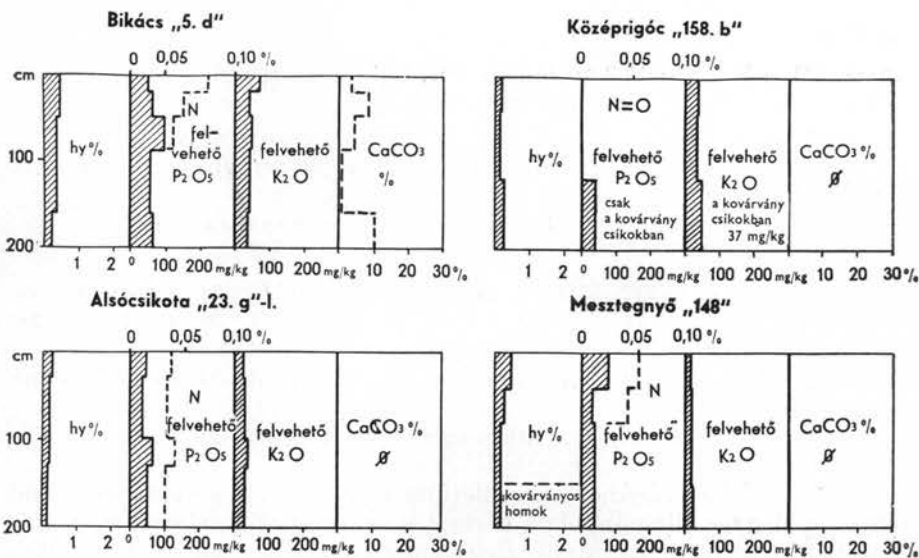 Bikács „5. d“
0 0,05 0,10 %
cm
100
200
hy %
N
fel-
vehető
P2 O5
felvehető
K2 O
CaCO3
%
1 2 0 100 200 mg/kg 100 200 mg/kg 10 20 30 %
Középrigóc „158. b“
0 0,05 0,10 %
hy %
N=O
felvehető
P2 O5
csak
a kovárvány
csíkokban
felvehető
K2 O
a kovárvány
csíkokban
37 mg/kg
CaCO3 %
Ø
1 2 0 100 200 mg/kg 100 200 mg/kg 10 20 30 %
Alsócsikota „23. g“-l.
0 0,05 0,10 %
cm
100
200
hy %
N
felvehető
P2 O5
felvehető
K2 O
CaCO3 %
Ø
1 2 0 100 200 mg/kg 100 200 mg/kg 10 20 30 %
Mesztegnyő „148“
0 0,05 0,10 %
hy %
kovárványos
homok
N
felvehető
P2 O5
felvehető
K2 O
CaCO3 %
Ø
1 2 0 100 200 mg/kg 100 200 mg/kg 10 20 30 %